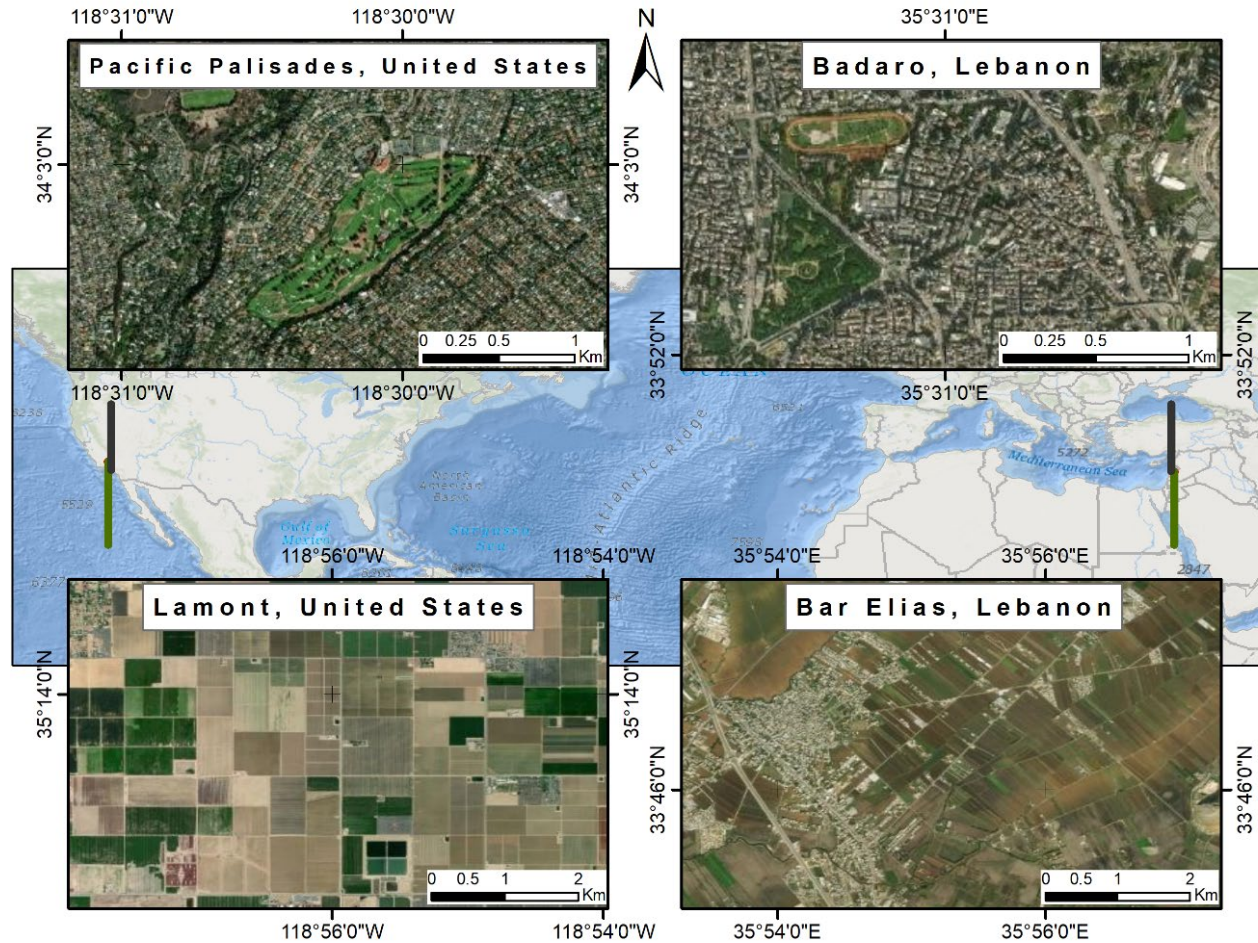 118°31'0"W
118°30'0"W
N
35°31'0"E
Pacific Palisades, United States
Badaro, Lebanon
34°3'0"N
34°3'0"N
0 0.25 0.5 1
Km
0 0.25 0.5 1
Km
33°52'0"N
33°52'0"N
118°31'0"W
118°30'0"W
OCEAN
35°31'0"E
Atlantic Ridge
North
American
Basin
5529
5272
Mediterranean Sea
Gulf of
Mexico
Sargasso
Sea
2847
118°56'0"W
118°54'0"W
35°54'0"E
35°56'0"E
Lamont, United States
Bar Elias, Lebanon
35°14'0"N
35°14'0"N
33°46'0"N
33°46'0"N
0 0.5 1 2
Km
0 0.5 1 2
Km
118°56'0"W
118°54'0"W
35°54'0"E
35°56'0"E